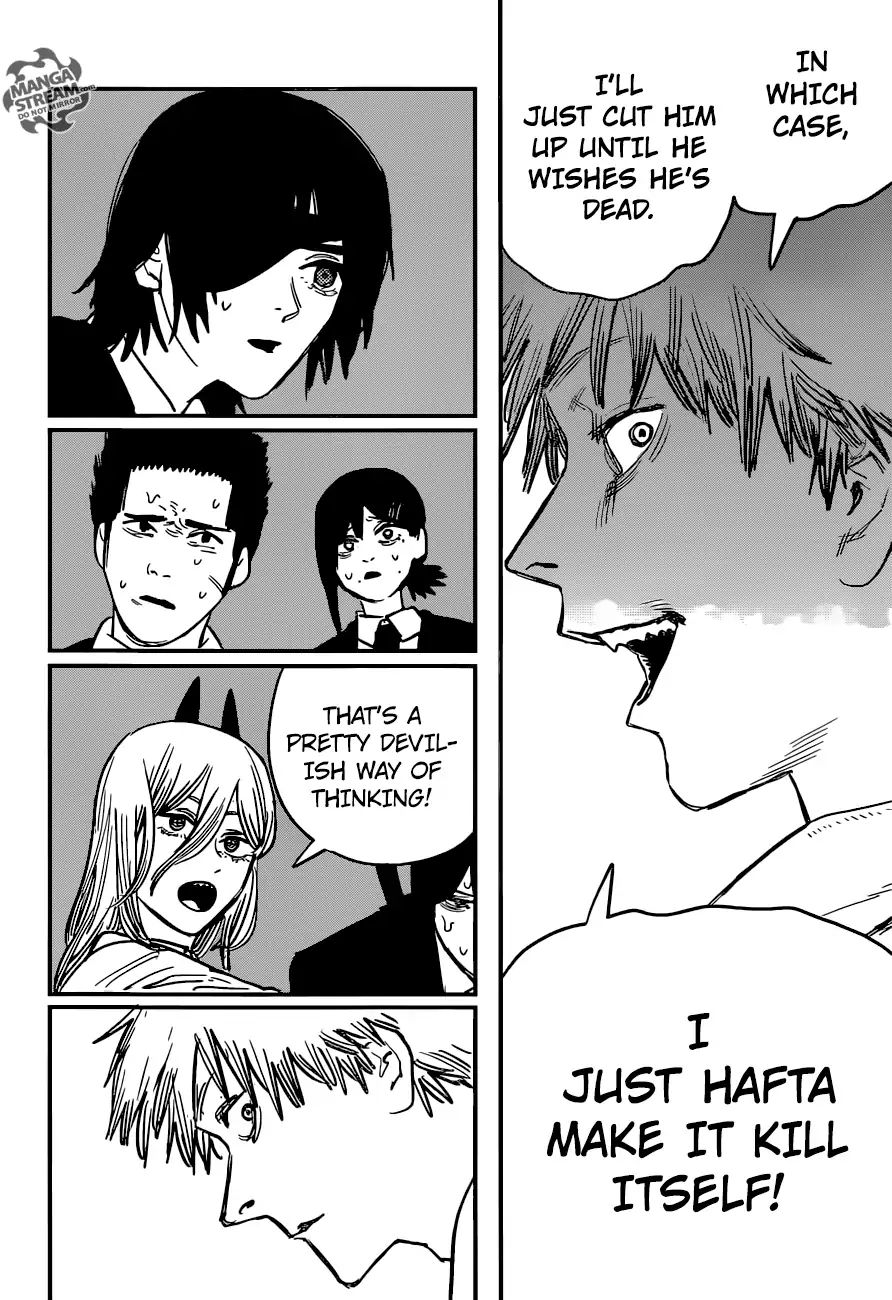 IN
WHICH
CASE,
I'LL
JUST CUT HIM
UP UNTIL HE
WISHES HE'S
DEAD.
I
JUST HAFTA
MAKE IT KILL
ITSELF!
THAT'S A
PRETTY DEVIL-
ISH WAY OF
THINKING!
MANGA
STREAM.COM
DO NOT MIRROR